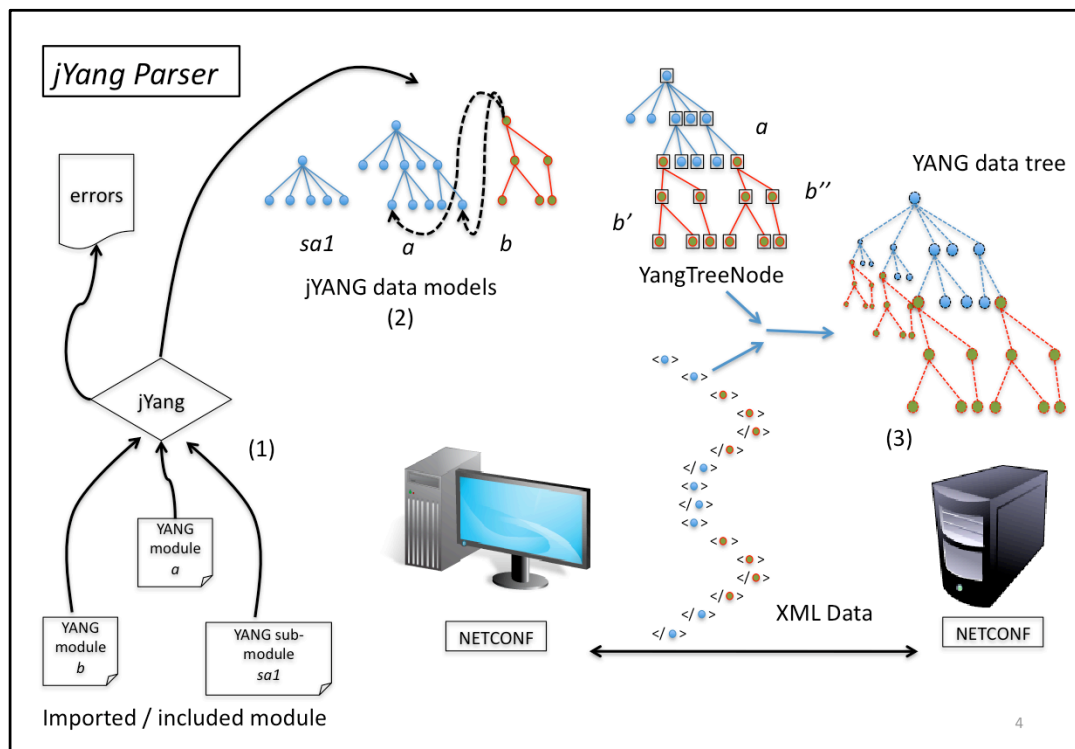 jYang Parser
errors
sa1
a
b
jYANG data models
(2)
a
b'
b''
YangTreeNode
YANG data tree
(3)
jYang
(1)
YANG
module
a
YANG
module
b
YANG sub-
module
sa1
Imported / included module
< >
< >
< >
< >
</ >
</ >
</ >
< >
</ >
< >
< >
< >
</ >
</ >
</ >
</ >
XML Data
NETCONF
NETCONF
4